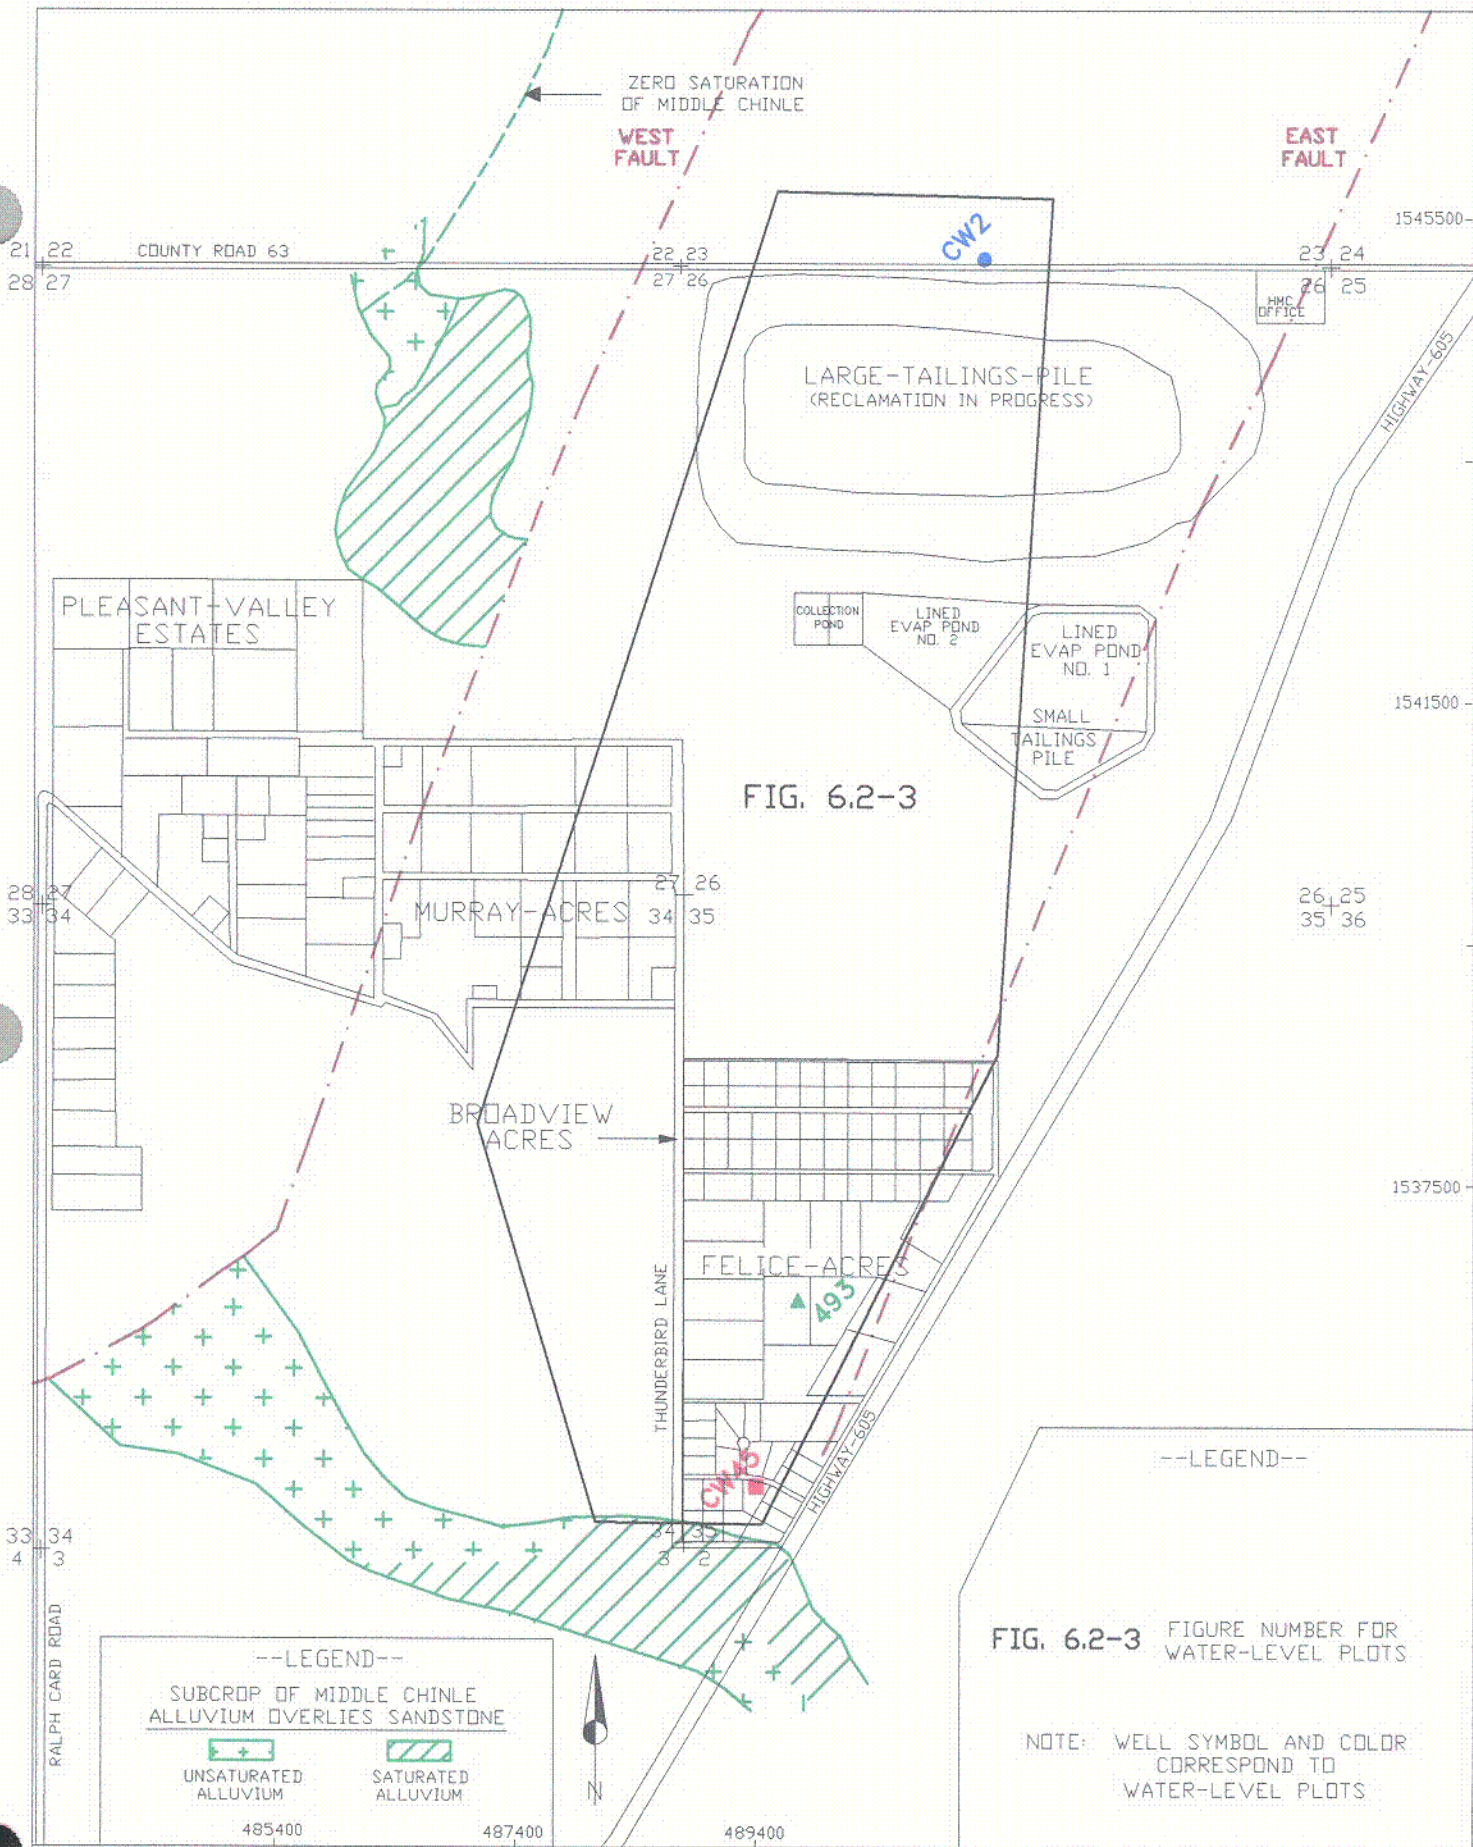 ZERO SATURATION
OF MIDDLE CHINLE
WEST
FAULT
EAST
FAULT
1545500
CW2
21 22
28 27
COUNTY ROAD 63
22 23
27 26
23 24
26 25
HMC
OFFICE
HIGHWAY-605
LARGE-TAILINGS-PILE
(RECLAMATION IN PROGRESS)
PLEASANT-VALLEY
ESTATES
COLLECTION
POND
LINED
EVAP POND
NO. 2
LINED
EVAP POND
NO. 1
SMALL
TAILINGS
PILE
1541500
FIG. 6.2-3
28 27
33 34
MURRAY-ACRES
27 26
34 35
26 25
35 36
BROADVIEW
ACRES
1537500
FELICE-ACRES
493
THUNDERBIRD LANE
CW45
HIGHWAY-605
33 34
4 3
34 35
3 2
RALPH CARD ROAD
--LEGEND--
SUBCROP OF MIDDLE CHINLE
ALLUVIUM OVERLIES SANDSTONE
UNSATURATED
ALLUVIUM
SATURATED
ALLUVIUM
N
--LEGEND--
FIG. 6.2-3 FIGURE NUMBER FOR
WATER-LEVEL PLOTS
NOTE: WELL SYMBOL AND COLOR
CORRESPOND TO
WATER-LEVEL PLOTS
485400
487400
489400